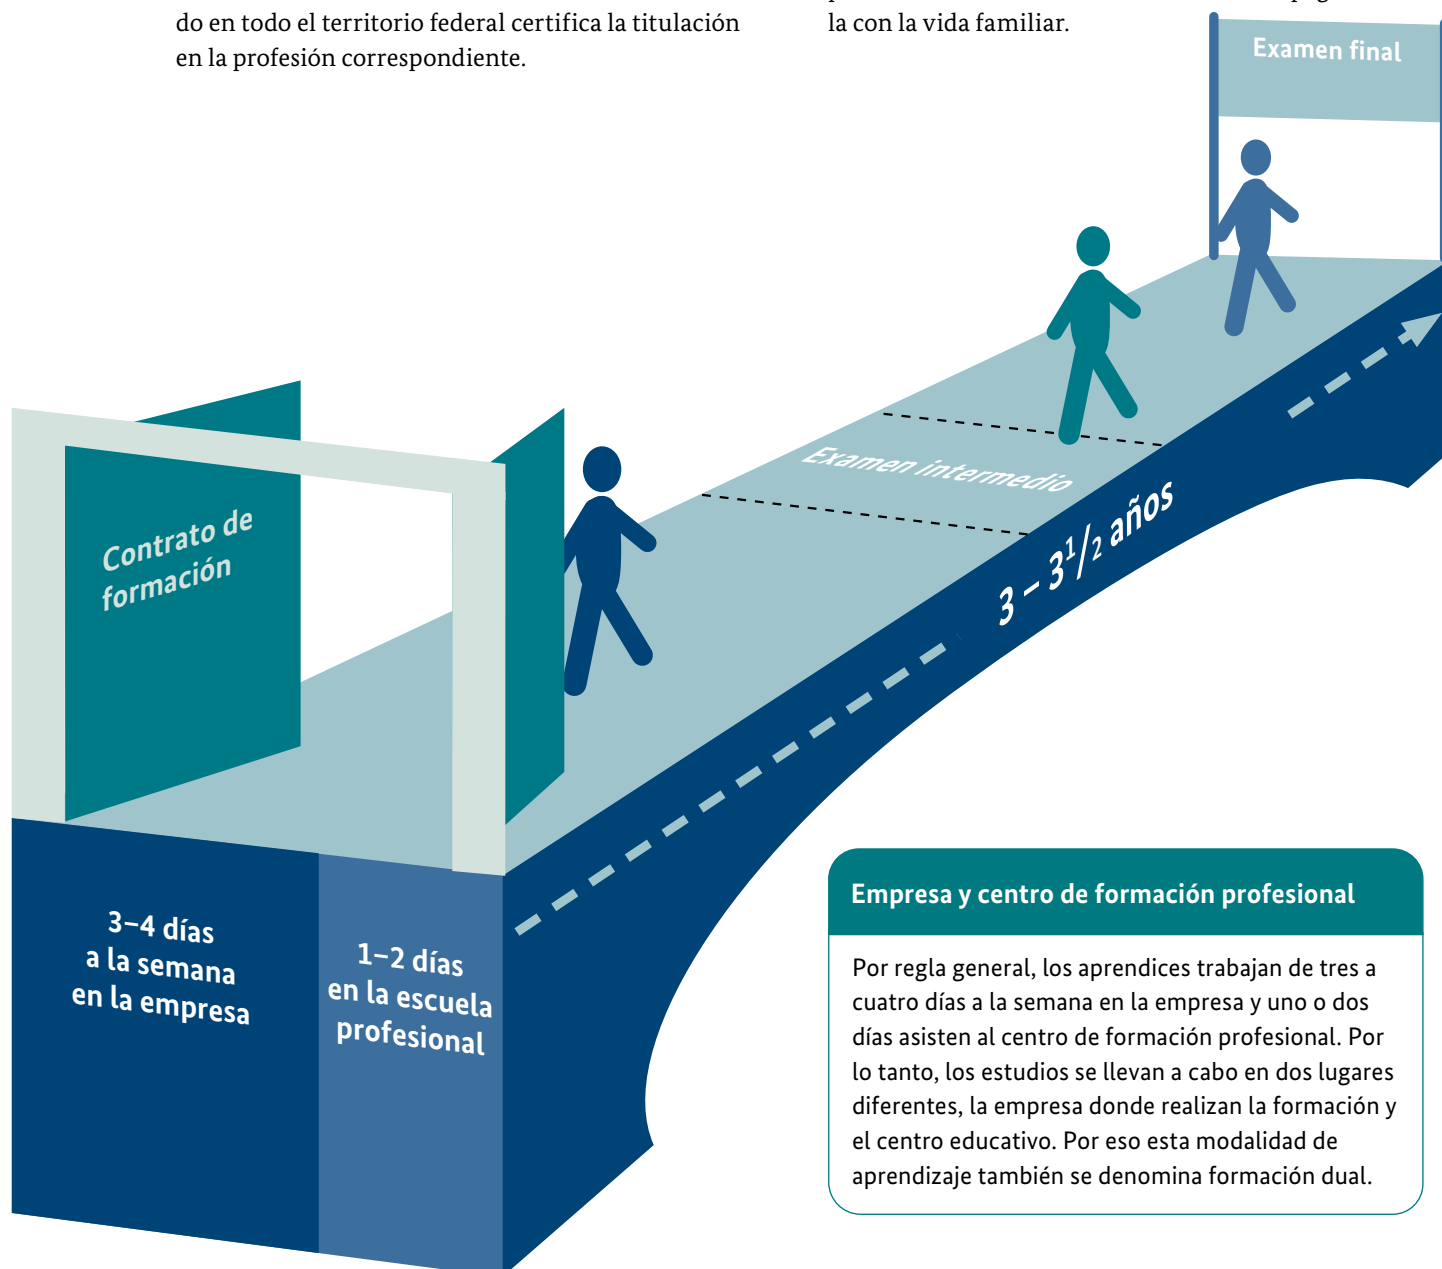 do en todo el territorio federal certifica la titulación
en la profesión correspondiente.
la con la vida familiar.
Examen final
Contrato de
formación
Examen intermedio
3 – 3 1/2 años
3–4 días
a la semana
en la empresa
1–2 días
en la escuela
profesional
Empresa y centro de formación profesional
Por regla general, los aprendices trabajan de tres a
cuatro días a la semana en la empresa y uno o dos
días asisten al centro de formación profesional. Por
lo tanto, los estudios se llevan a cabo en dos lugares
diferentes, la empresa donde realizan la formación y
el centro educativo. Por eso esta modalidad de
aprendizaje también se denomina formación dual.